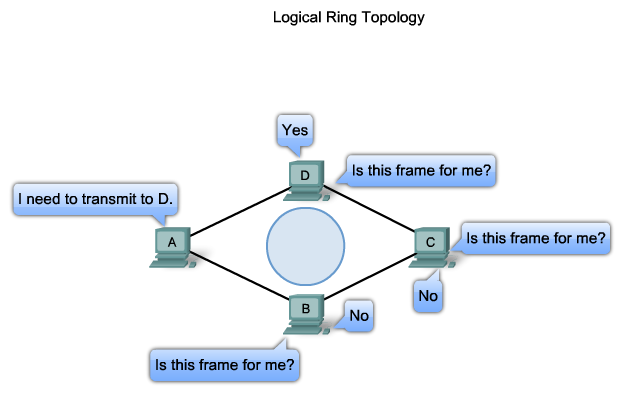 Logical Ring Topology
Yes
D
Is this frame for me?
I need to transmit to D.
A
C
Is this frame for me?
No
B
No
Is this frame for me?